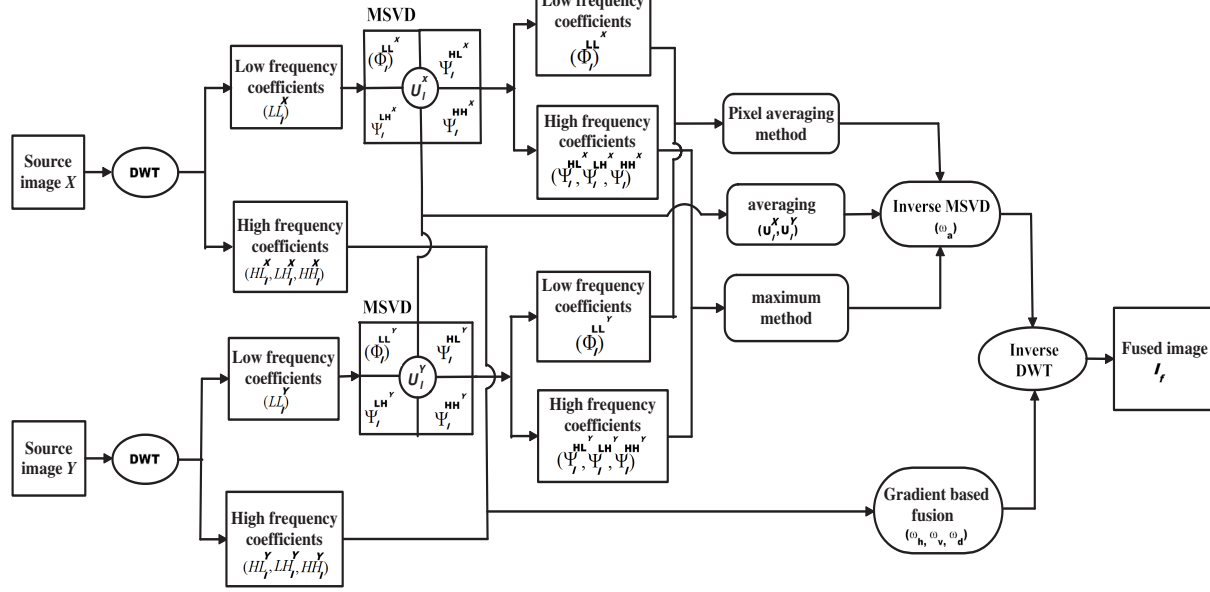 Source
image X
DWT
Low frequency
coefficients
(LL_l^X)
High frequency
coefficients
(HL_l^X, LH_l^X, HH_l^X)
MSVD
(Φ)_l^{LL^X}
Ψ_l^{HL^X}
U_l^X
Ψ_l^{LH^X}
Ψ_l^{HH^X}
Low frequency
coefficients
(Φ)_l^{LL^X}
High frequency
coefficients
(Ψ_l^{HL^X}, Ψ_l^{LH^X}, Ψ_l^{HH^X})
Pixel averaging
method
averaging
(U_l^X, U_l^Y)
maximum
method
Inverse MSVD
(ω_a)
Source
image Y
DWT
Low frequency
coefficients
(LL_l^Y)
High frequency
coefficients
(HL_l^Y, LH_l^Y, HH_l^Y)
MSVD
(Φ)_l^{LL^Y}
Ψ_l^{HL^Y}
U_l^Y
Ψ_l^{LH^Y}
Ψ_l^{HH^Y}
Low frequency
coefficients
(Φ)_l^{LL^Y}
High frequency
coefficients
(Ψ_l^{HL^Y}, Ψ_l^{LH^Y}, Ψ_l^{HH^Y})
Gradient based
fusion
(ω_h, ω_v, ω_d)
Inverse
DWT
Fused image
I_f